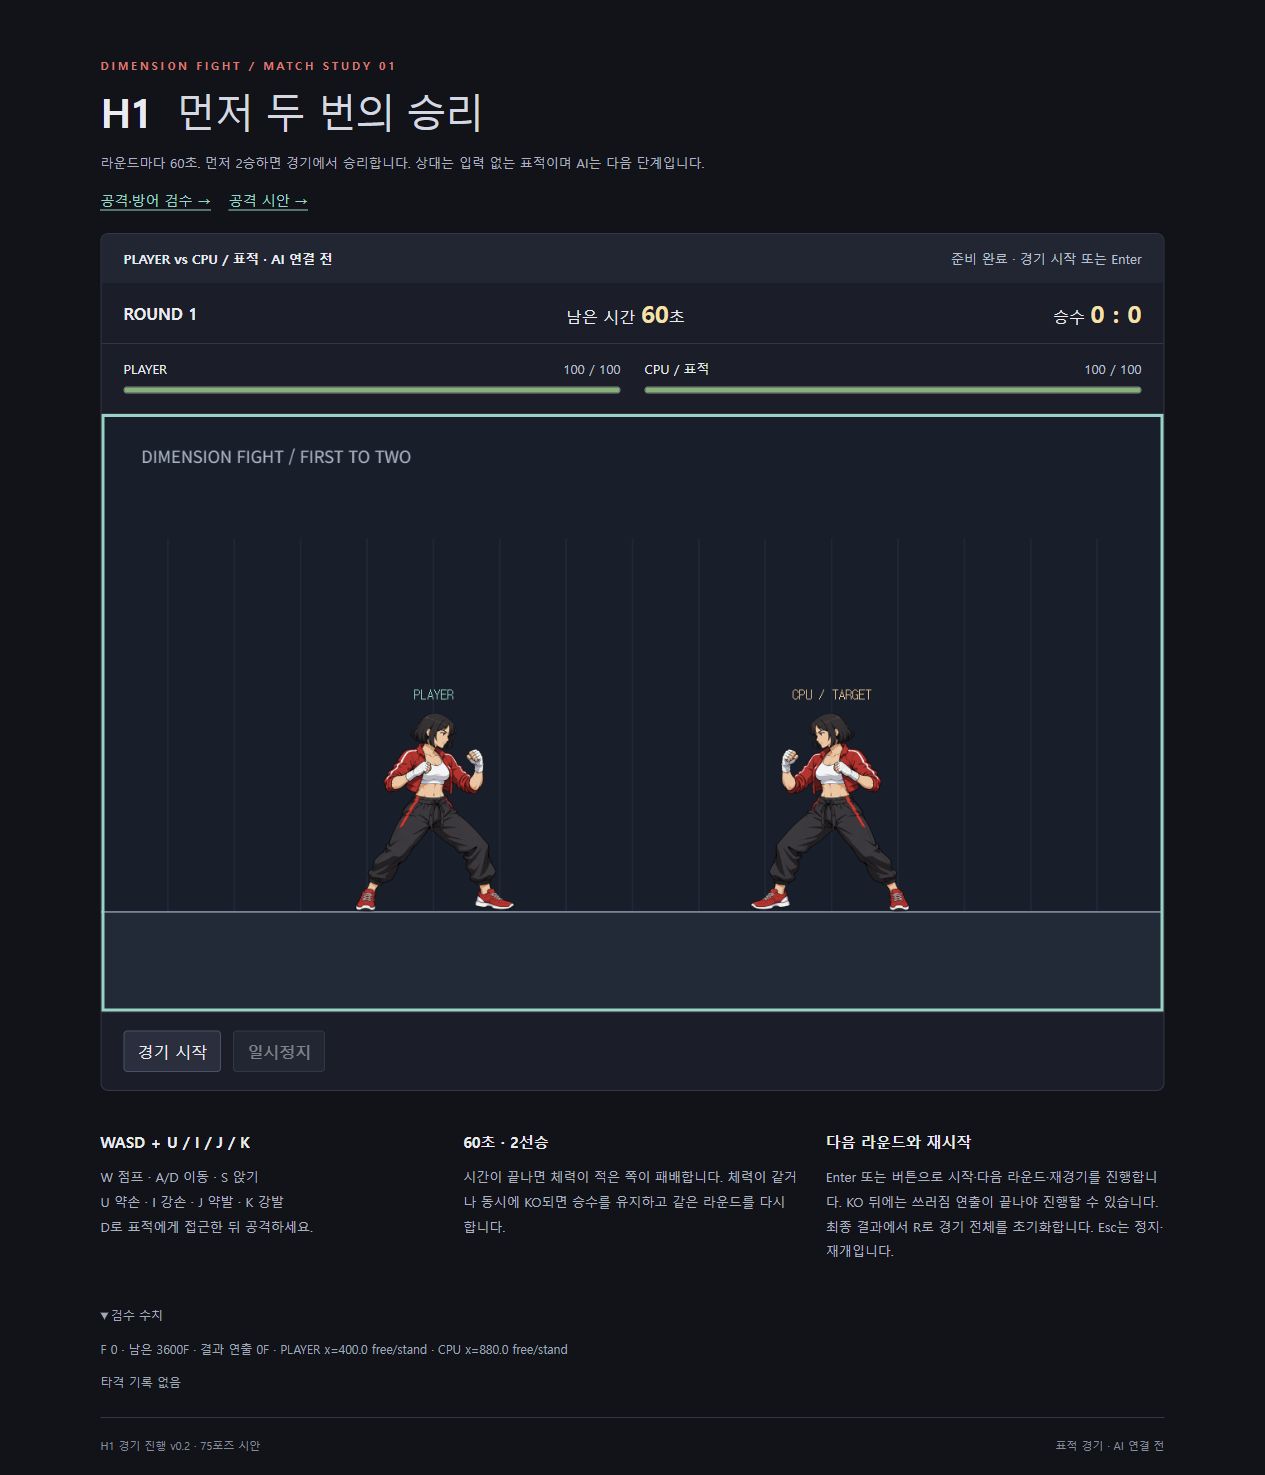 DIMENSION FIGHT / MATCH STUDY 01
H1 먼저 두 번의 승리
라운드마다 60초. 먼저 2승하면 경기에서 승리합니다. 상대는 입력 없는 표적이며 AI는 다음 단계입니다.
공격·방어 검수 → 공격 시안 →
PLAYER vs CPU / 표적 · AI 연결 전 준비 완료 · 경기 시작 또는 Enter
ROUND 1 남은 시간 60초 승수 0 : 0
PLAYER 100 / 100 CPU / 표적 100 / 100
DIMENSION FIGHT / FIRST TO TWO
PLAYER CPU / TARGET
경기 시작 일시정지
WASD + U / I / J / K
W 점프 · A/D 이동 · S 앉기
U 약손 · I 강손 · J 약발 · K 강발
D로 표적에게 접근한 뒤 공격하세요.
60초 · 2선승
시간이 끝나면 체력이 적은 쪽이 패배합니다. 체력이 같거
나 동시에 KO되면 승수를 유지하고 같은 라운드를 다시
합니다.
다음 라운드와 재시작
Enter 또는 버튼으로 시작·다음 라운드·재경기를 진행합니
다. KO 뒤에는 쓰러짐 연출이 끝나야 진행할 수 있습니다.
최종 결과에서 R로 경기 전체를 초기화합니다. Esc는 정지·
재개입니다.
▼검수 수치
F 0 · 남은 3600F · 결과 연출 0F · PLAYER x=400.0 free/stand · CPU x=880.0 free/stand
타격 기록 없음
H1 경기 진행 v0.2 · 75포즈 시안 표적 경기 · AI 연결 전